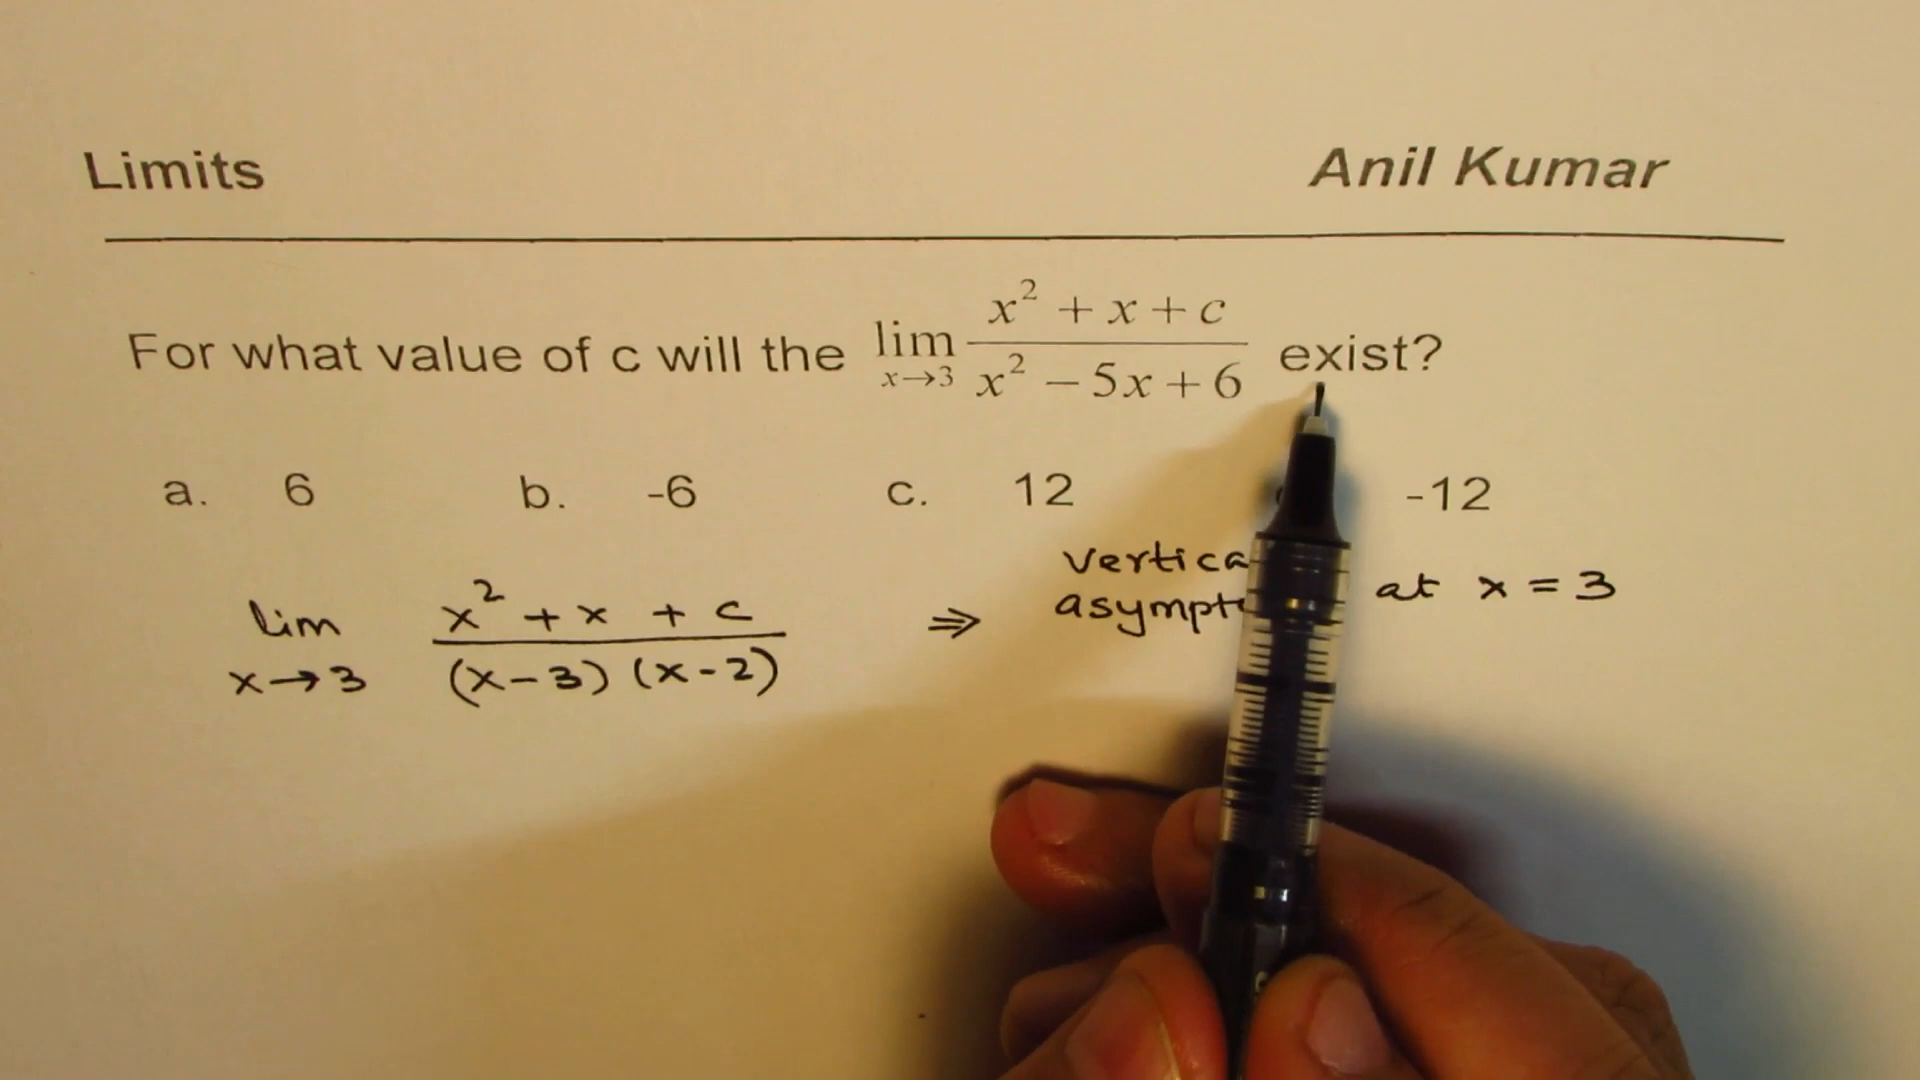 Limits Anil Kumar
For what value of c will the lim x→3 (x² + x + c)/(x² − 5x + 6) exist?
a. 6 b. -6 c. 12 -12
lim x→3 (x² + x + c)/((x-3)(x-2)) ⇒ at x = 3